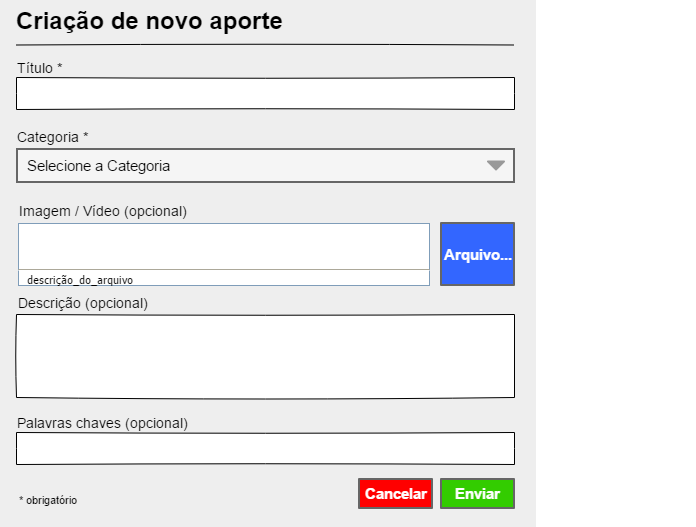 Criação de novo aporte
Título *
Categoria *
Selecione a Categoria
Imagem / Vídeo (opcional)
Arquivo...
descrição_do_arquivo
Descrição (opcional)
Palavras chaves (opcional)
* obrigatório
Cancelar
Enviar